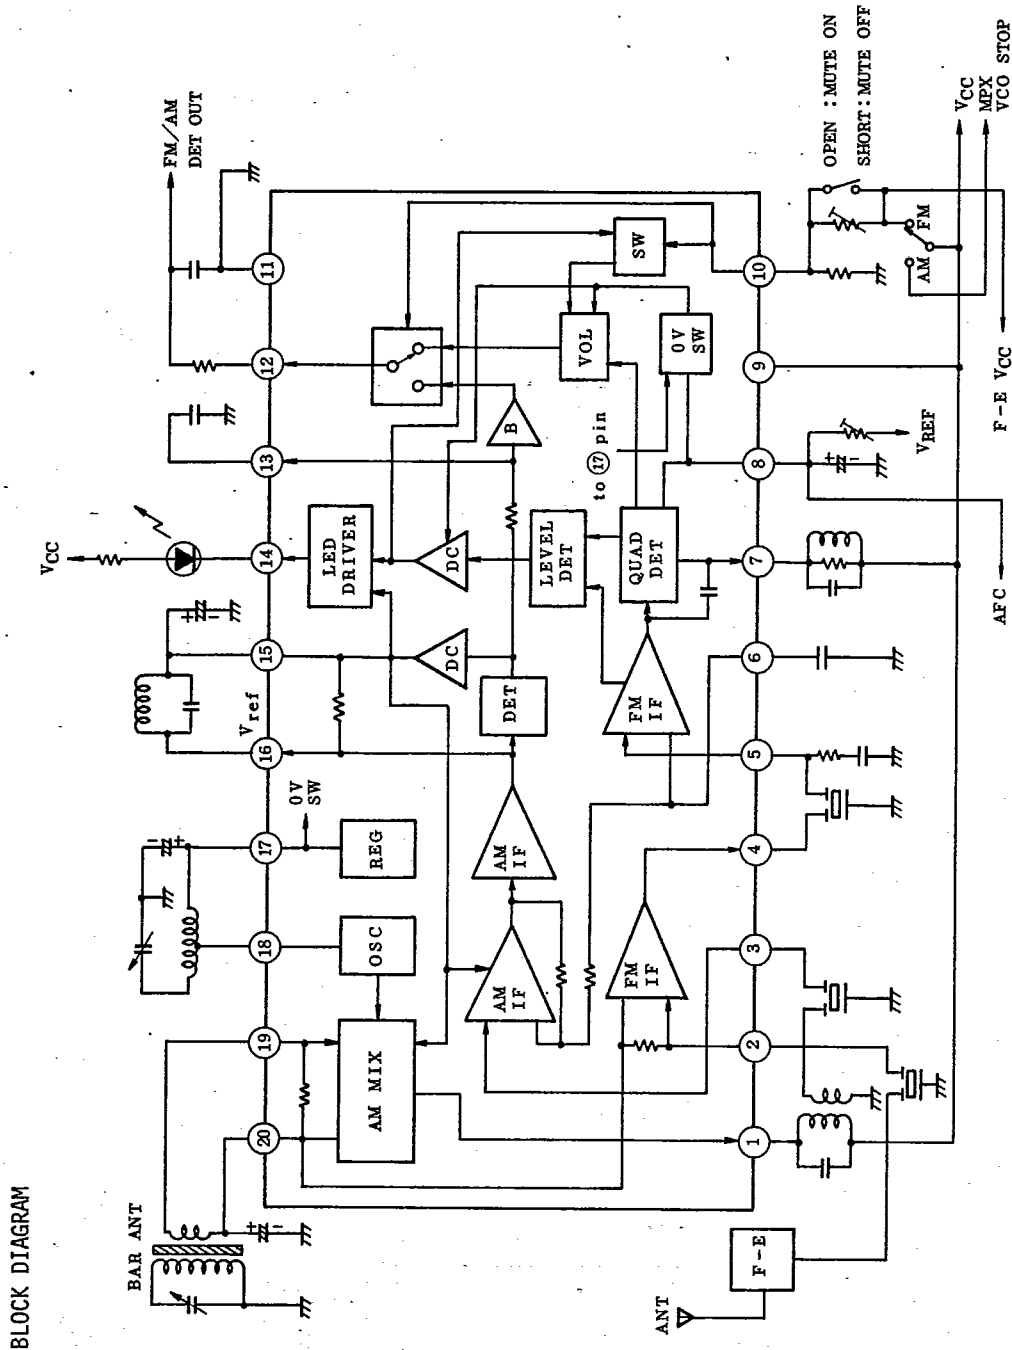 BLOCK DIAGRAM
BAR ANT
20
19
18
17
16
15
14
13
12
11
Vref
VCC
FM/AM
DET OUT
0V
SW
AM MIX
OSC
REG
AM
IF
AM
IF
DET
DC
DC
LED
DRIVER
B
LEVEL
DET
FM
IF
FM
IF
QUAD
DET
to 17 pin
VOL
0V
SW
SW
1
2
3
4
5
6
7
8
9
10
ANT
F-E
AFC
VREF
F-E VCC
AM
FM
OPEN :MUTE ON
SHORT:MUTE OFF
VCC
MPX
VCO STOP